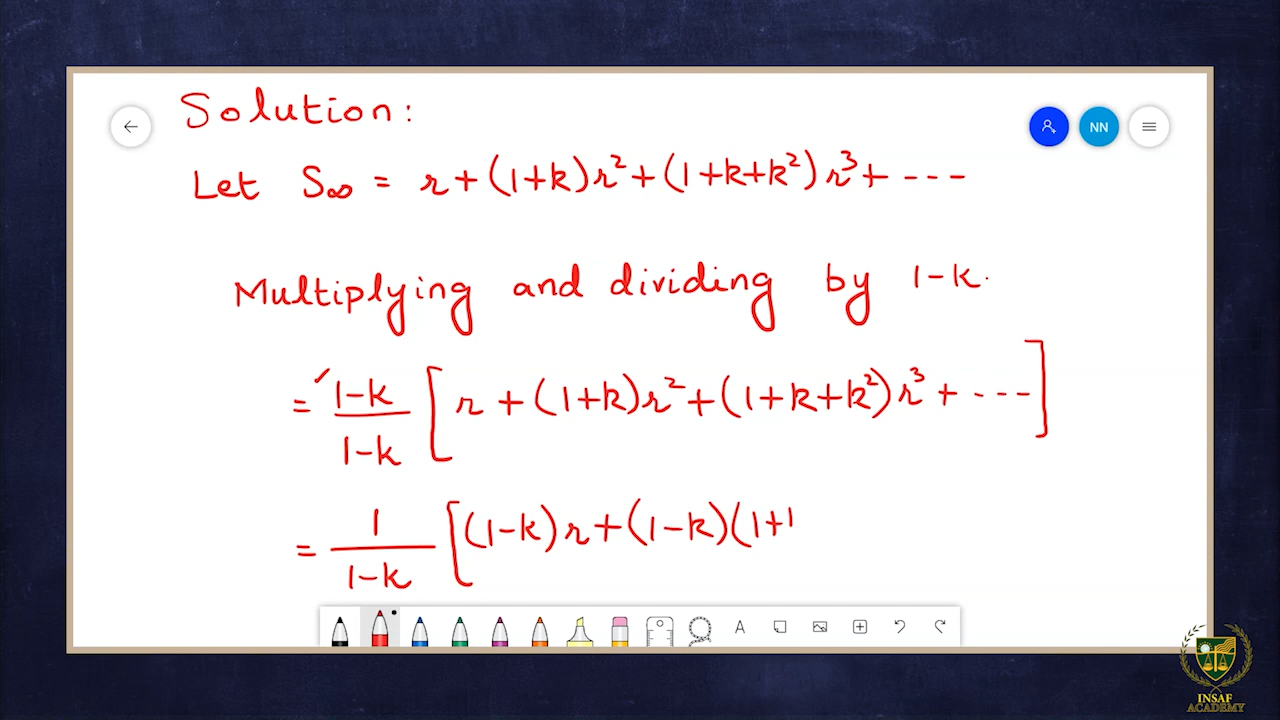 Solution:
NN
Let S∞ = r + (1+k)r² + (1+k+k²)r³ + ---
Multiplying and dividing by 1-k.
= 1-k/1-k [r + (1+k)r² + (1+k+k²)r³ + ----]
= 1/1-k [(1-k)r + (1-k)(1+1
A
INSAF
ACADEMY